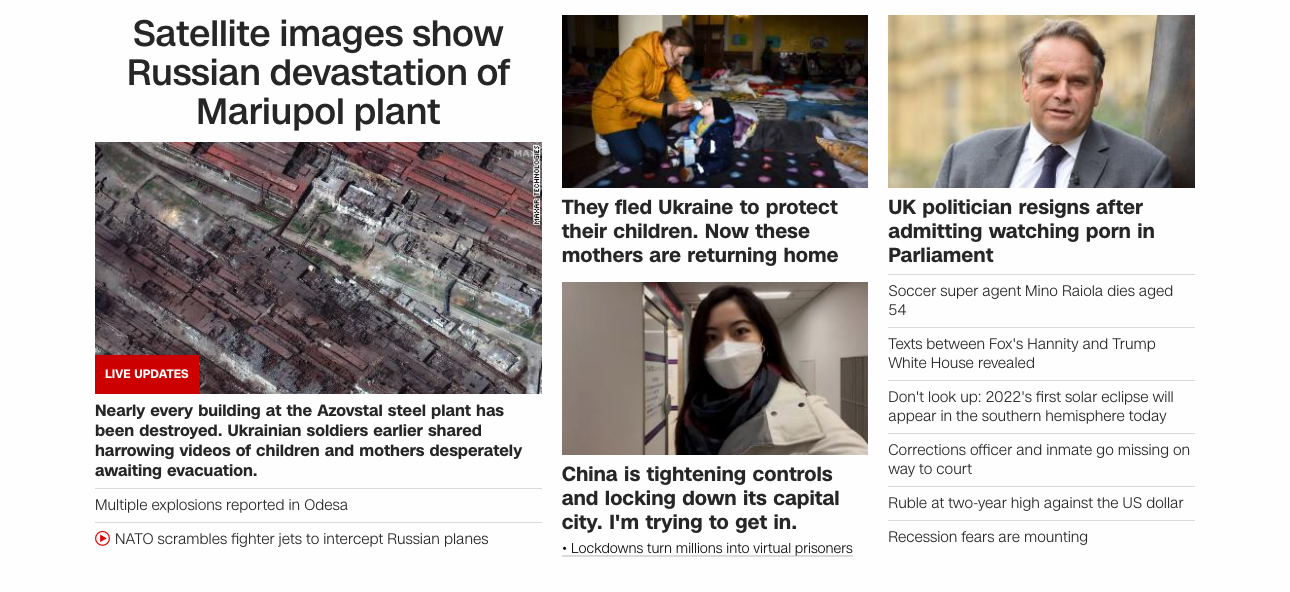 Satellite images show
Russian devastation of
Mariupol plant
MAXAR TECHNOLOGIES
LIVE UPDATES
Nearly every building at the Azovstal steel plant has
been destroyed. Ukrainian soldiers earlier shared
harrowing videos of children and mothers desperately
awaiting evacuation.
Multiple explosions reported in Odesa
NATO scrambles fighter jets to intercept Russian planes
They fled Ukraine to protect
their children. Now these
mothers are returning home
China is tightening controls
and locking down its capital
city. I'm trying to get in.
• Lockdowns turn millions into virtual prisoners
UK politician resigns after
admitting watching porn in
Parliament
Soccer super agent Mino Raiola dies aged
54
Texts between Fox's Hannity and Trump
White House revealed
Don't look up: 2022's first solar eclipse will
appear in the southern hemisphere today
Corrections officer and inmate go missing on
way to court
Ruble at two-year high against the US dollar
Recession fears are mounting